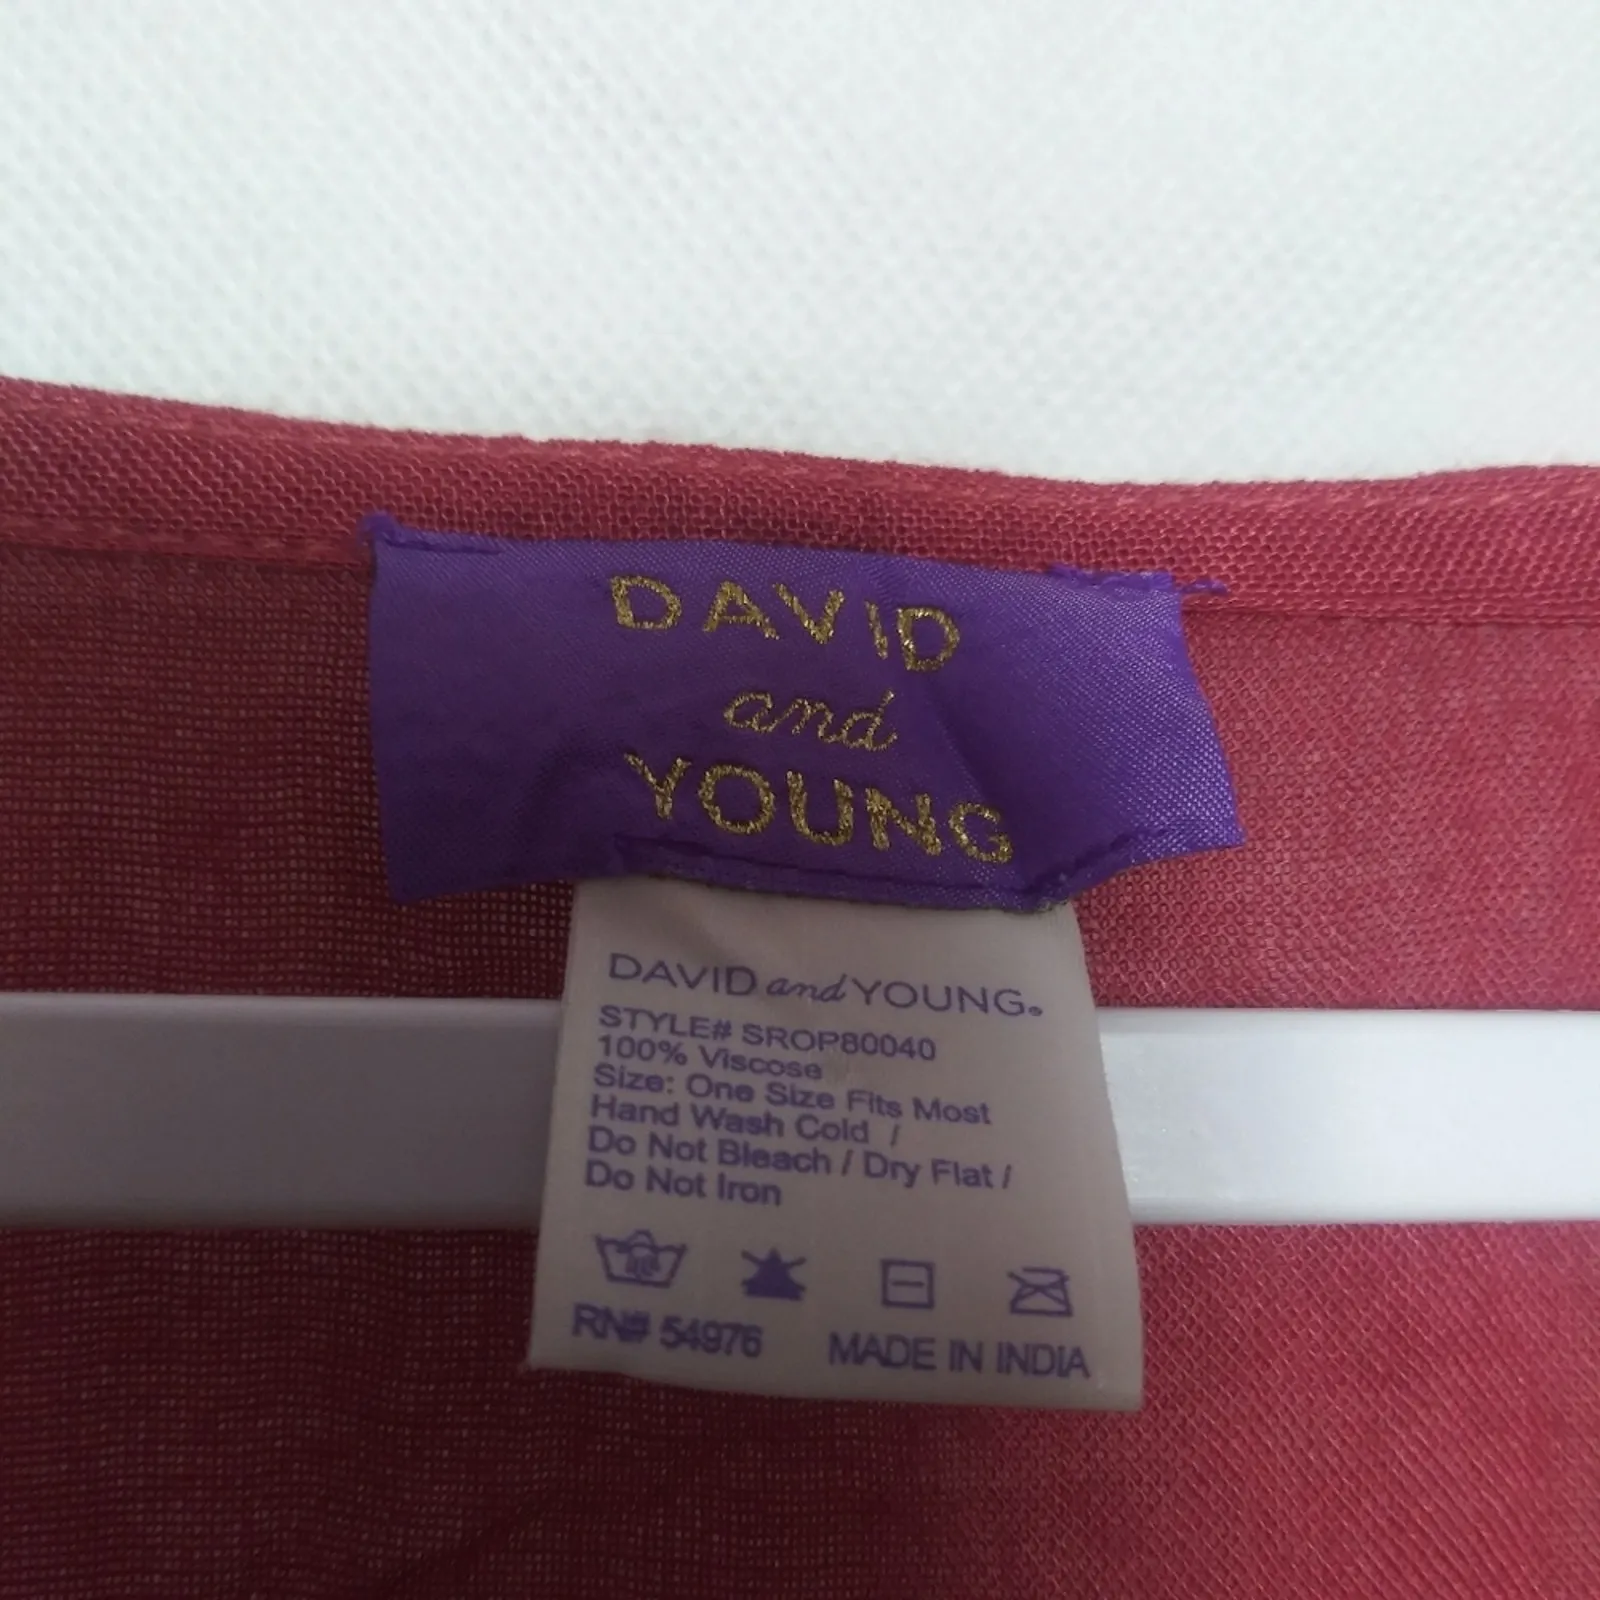 DAVID
and
YOUNG
DAVID and YOUNG®
STYLE# SROP80040
100% Viscose
Size: One Size Fits Most
Hand Wash Cold /
Do Not Bleach / Dry Flat /
Do Not Iron
RN# 54976 MADE IN INDIA